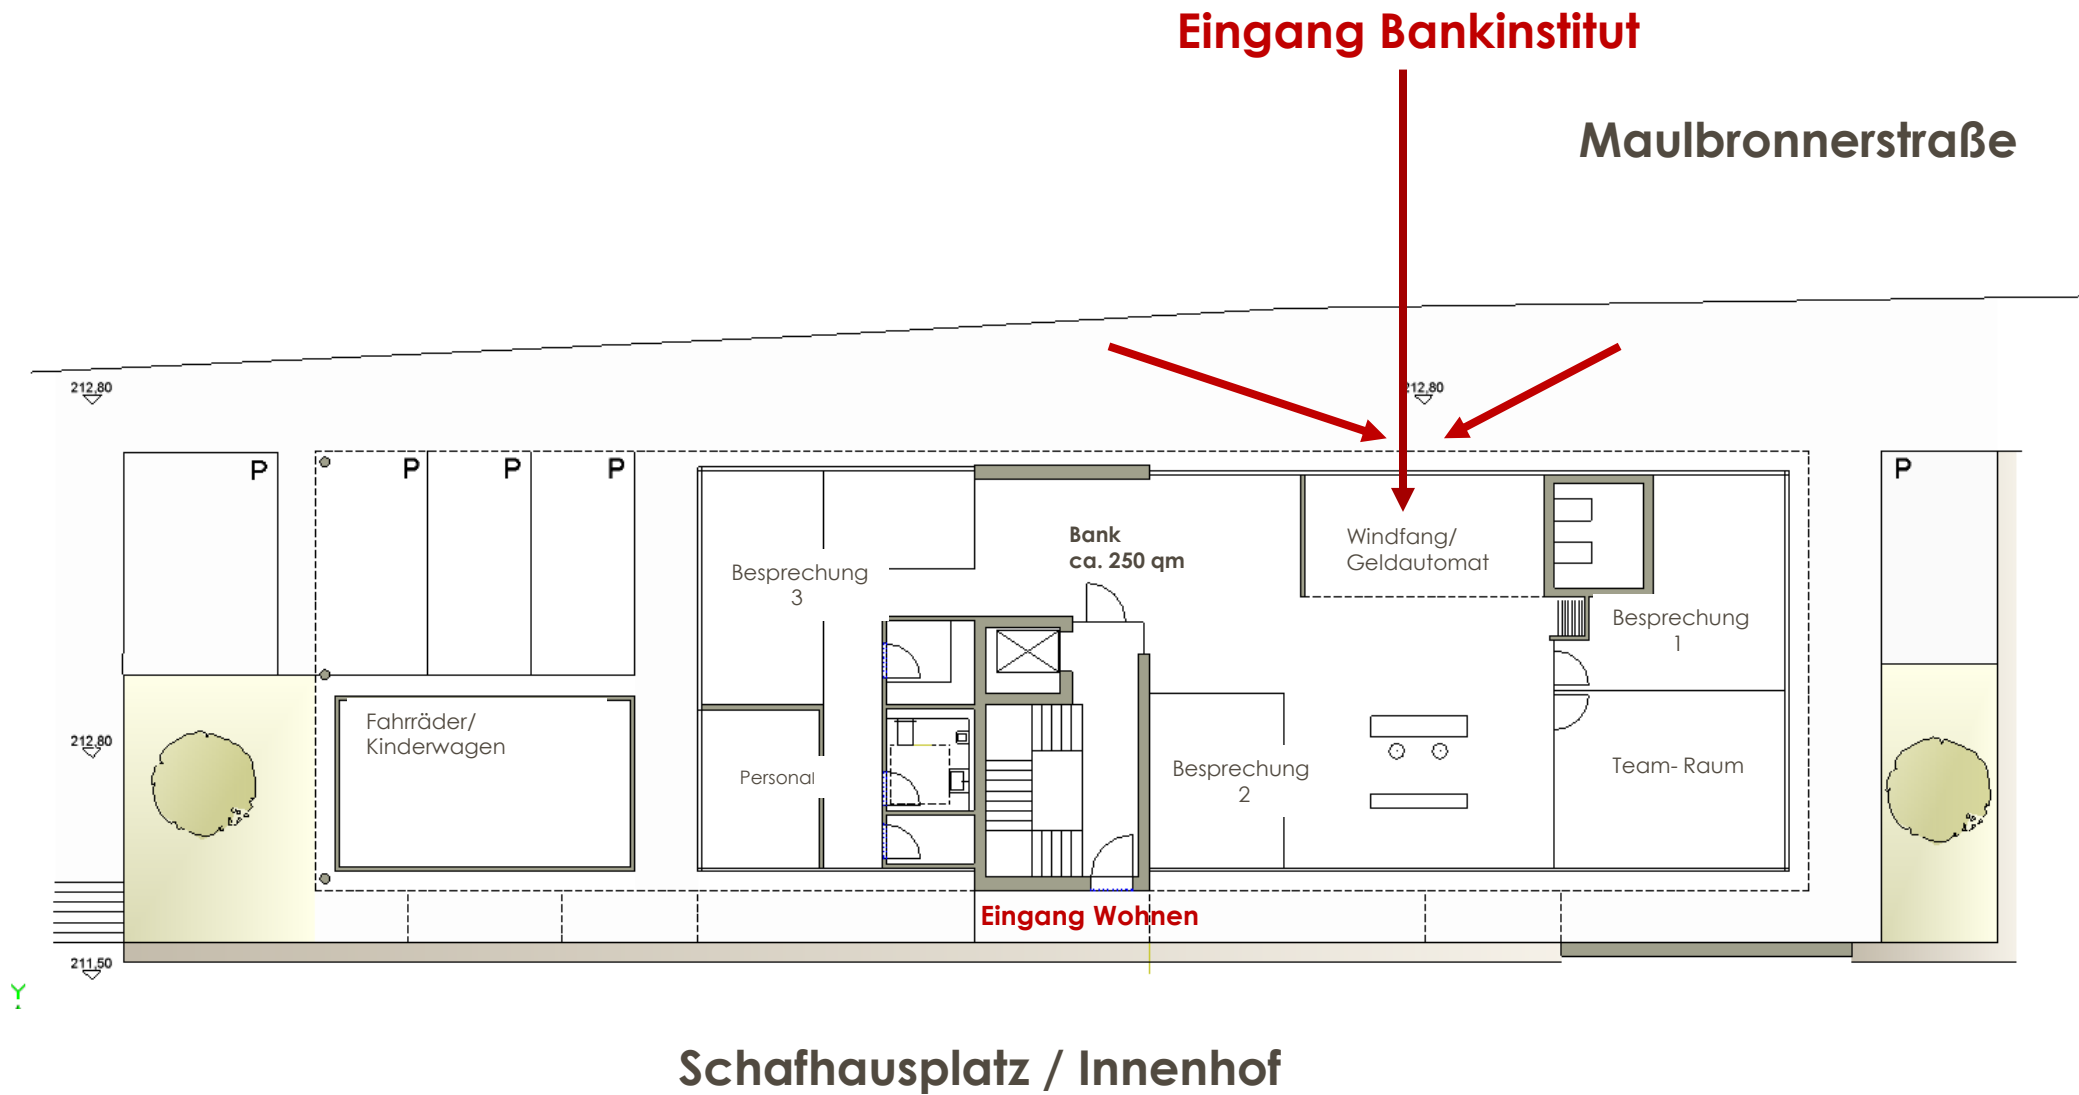 Eingang Bankinstitut
Maulbronnerstraße
212,80
212,80
P
P
P
P
P
Bank
ca. 250 qm
Windfang/
Geldautomat
Besprechung
3
Besprechung
1
Fahrräder/
Kinderwagen
212,80
Personal
Besprechung
2
Team- Raum
Eingang Wohnen
211,50
Y
Schafhausplatz / Innenhof